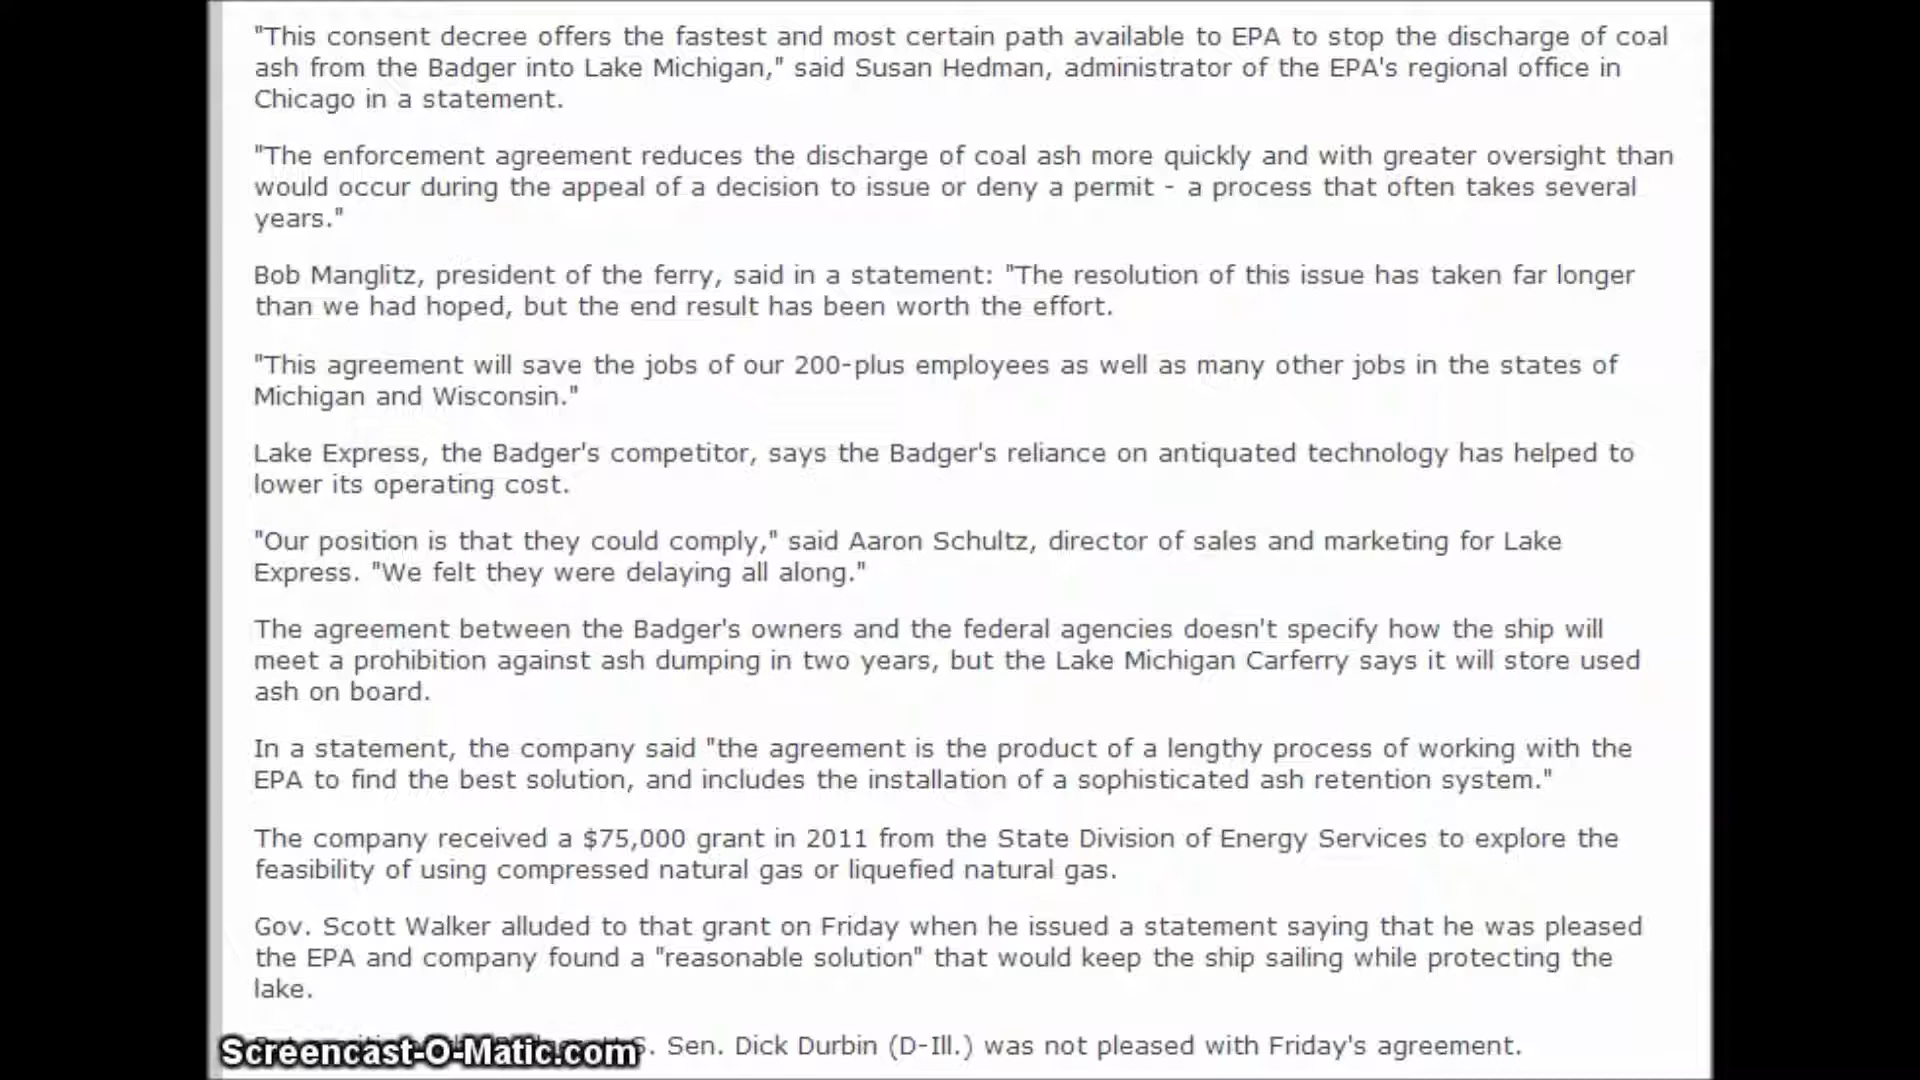 "This consent decree offers the fastest and most certain path available to EPA to stop the discharge of coal
ash from the Badger into Lake Michigan," said Susan Hedman, administrator of the EPA's regional office in
Chicago in a statement.
"The enforcement agreement reduces the discharge of coal ash more quickly and with greater oversight than
would occur during the appeal of a decision to issue or deny a permit - a process that often takes several
years."
Bob Manglitz, president of the ferry, said in a statement: "The resolution of this issue has taken far longer
than we had hoped, but the end result has been worth the effort.
"This agreement will save the jobs of our 200-plus employees as well as many other jobs in the states of
Michigan and Wisconsin."
Lake Express, the Badger's competitor, says the Badger's reliance on antiquated technology has helped to
lower its operating cost.
"Our position is that they could comply," said Aaron Schultz, director of sales and marketing for Lake
Express. "We felt they were delaying all along."
The agreement between the Badger's owners and the federal agencies doesn't specify how the ship will
meet a prohibition against ash dumping in two years, but the Lake Michigan Carferry says it will store used
ash on board.
In a statement, the company said "the agreement is the product of a lengthy process of working with the
EPA to find the best solution, and includes the installation of a sophisticated ash retention system."
The company received a $75,000 grant in 2011 from the State Division of Energy Services to explore the
feasibility of using compressed natural gas or liquefied natural gas.
Gov. Scott Walker alluded to that grant on Friday when he issued a statement saying that he was pleased
the EPA and company found a "reasonable solution" that would keep the ship sailing while protecting the
lake.
Sen. Dick Durbin (D-Ill.) was not pleased with Friday's agreement.
Screencast-O-Matic.com